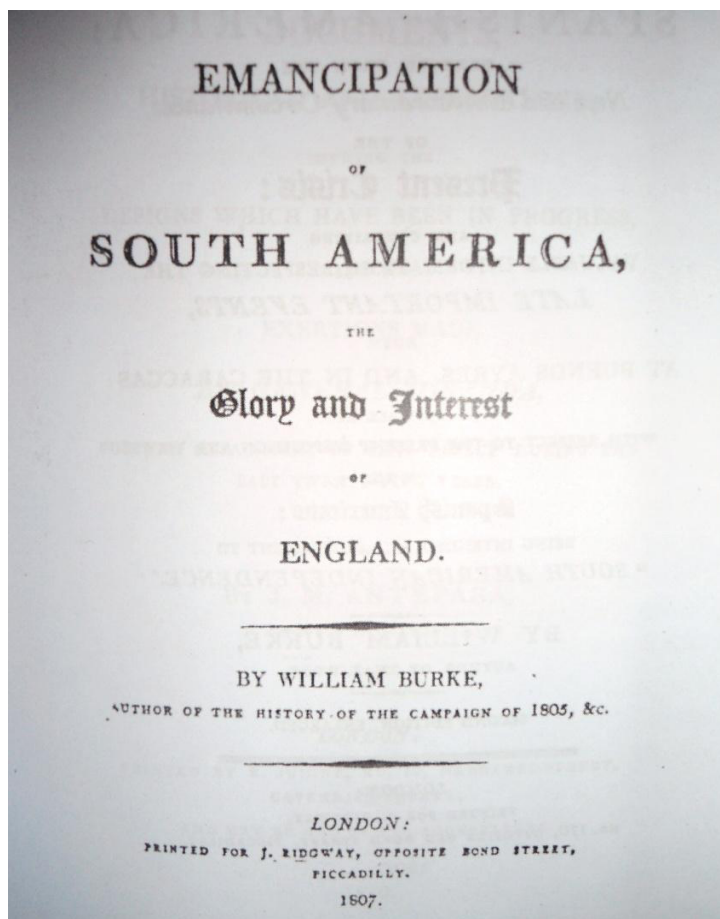 EMANCIPATION
OF
SOUTH AMERICA,
THE
Glory and Interest
OF
ENGLAND.
BY WILLIAM BURKE,
AUTHOR OF THE HISTORY OF THE CAMPAIGN OF 1805, &c.
LONDON:
PRINTED FOR J. RIDGWAY, OPPOSITE BOND STREET,
PICCADILLY.
1807.